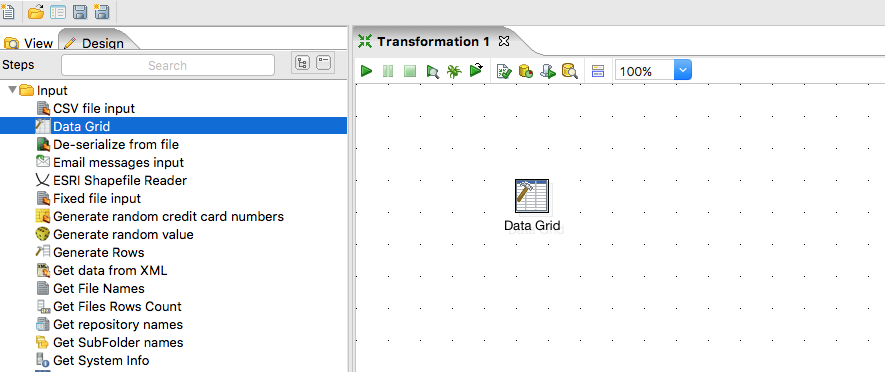 View
Design
Transformation 1
Steps
Search
100%
Input
CSV file input
Data Grid
De-serialize from file
Email messages input
ESRI Shapefile Reader
Fixed file input
Generate random credit card numbers
Generate random value
Generate Rows
Get data from XML
Get File Names
Get Files Rows Count
Get repository names
Get SubFolder names
Get System Info
Data Grid